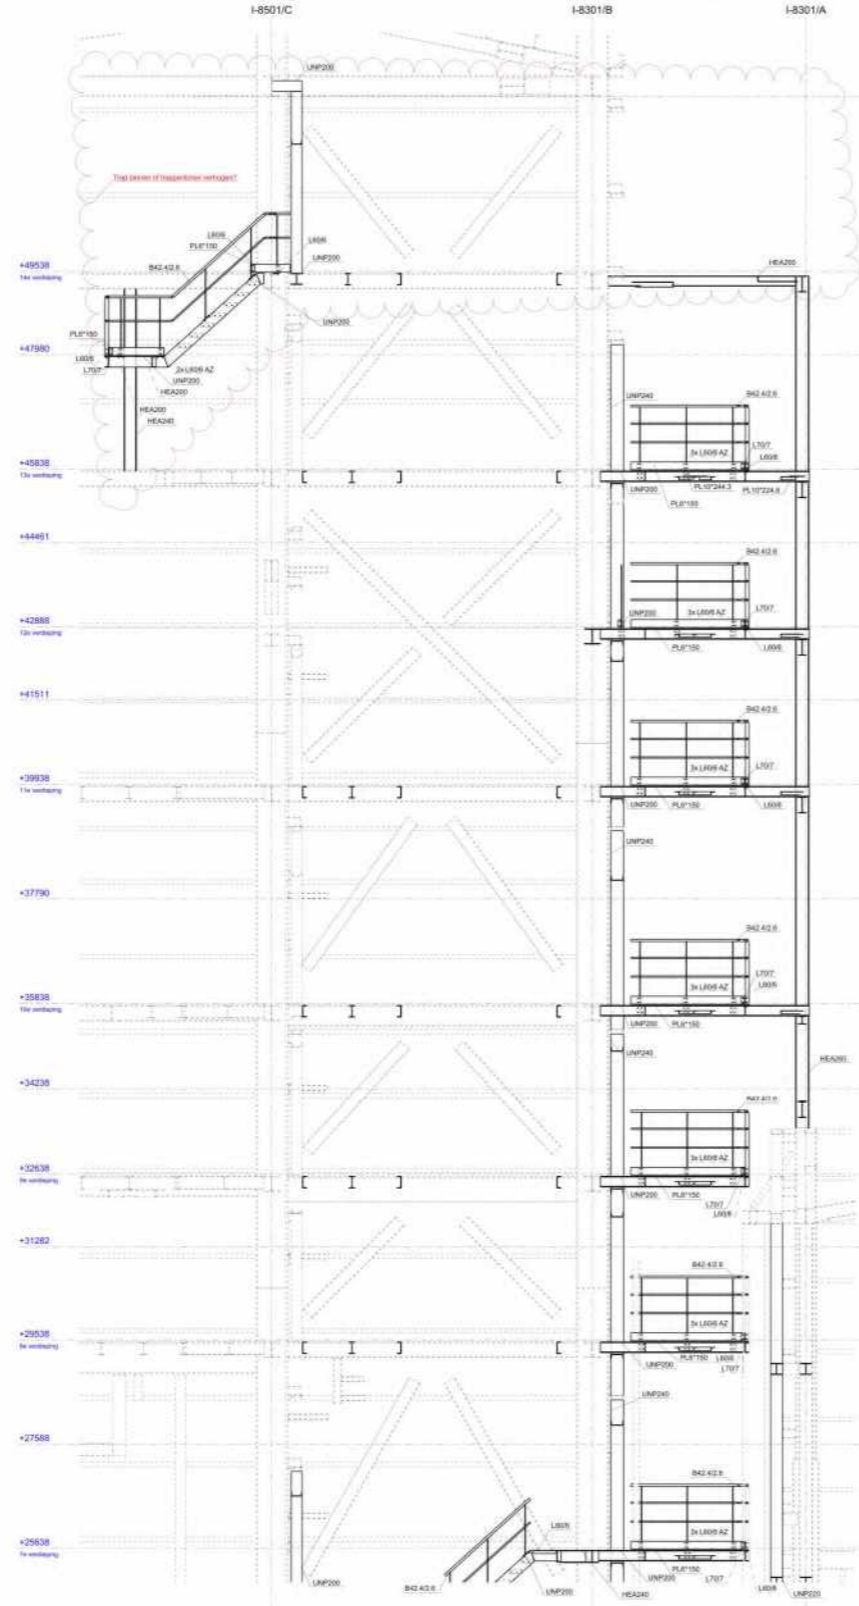 I-8501/C
I-8301/B
I-8301/A
UNP200
L60/6
PL6*150
L60/6
B42.4/2.6
UNP200
HEA200
+49538
14e verdieping
UNP200
PL6*150
+47980
L60/6
L70/7
2x L60/6 AZ
UNP200
HEA200
HEA200
HEA240
UNP240
B42.4/2.6
L70/7
3x L60/6 AZ
L60/6
+45838
13e verdieping
UNP200
PL10*244.3
PL6*150
+44461
B42.4/2.6
UNP200
3x L60/6 AZ
L70/7
+42888
12e verdieping
PL6*150
L60/6
+41511
B42.4/2.6
3x L60/6 AZ
L70/7
+39938
11e verdieping
UNP200
PL6*150
L60/6
UNP240
+37790
B42.4/2.6
L70/7
3x L60/6 AZ
L60/6
+35838
10e verdieping
UNP200
PL6*150
UNP240
HEA260
+34238
B42.4/2.6
3x L60/6 AZ
+32638
9e verdieping
UNP200
PL6*150
L70/7
L60/6
+31282
B42.4/2.6
3x L60/6 AZ
+29538
8e verdieping
UNP200
PL6*150
L60/6
L70/7
UNP240
+27588
B42.4/2.6
3x L60/6 AZ
L60/6
+25638
7e verdieping
PL6*150
UNP200
L70/7
UNP200
B42.4/2.6
UNP200
HEA240
L60/6
UNP220